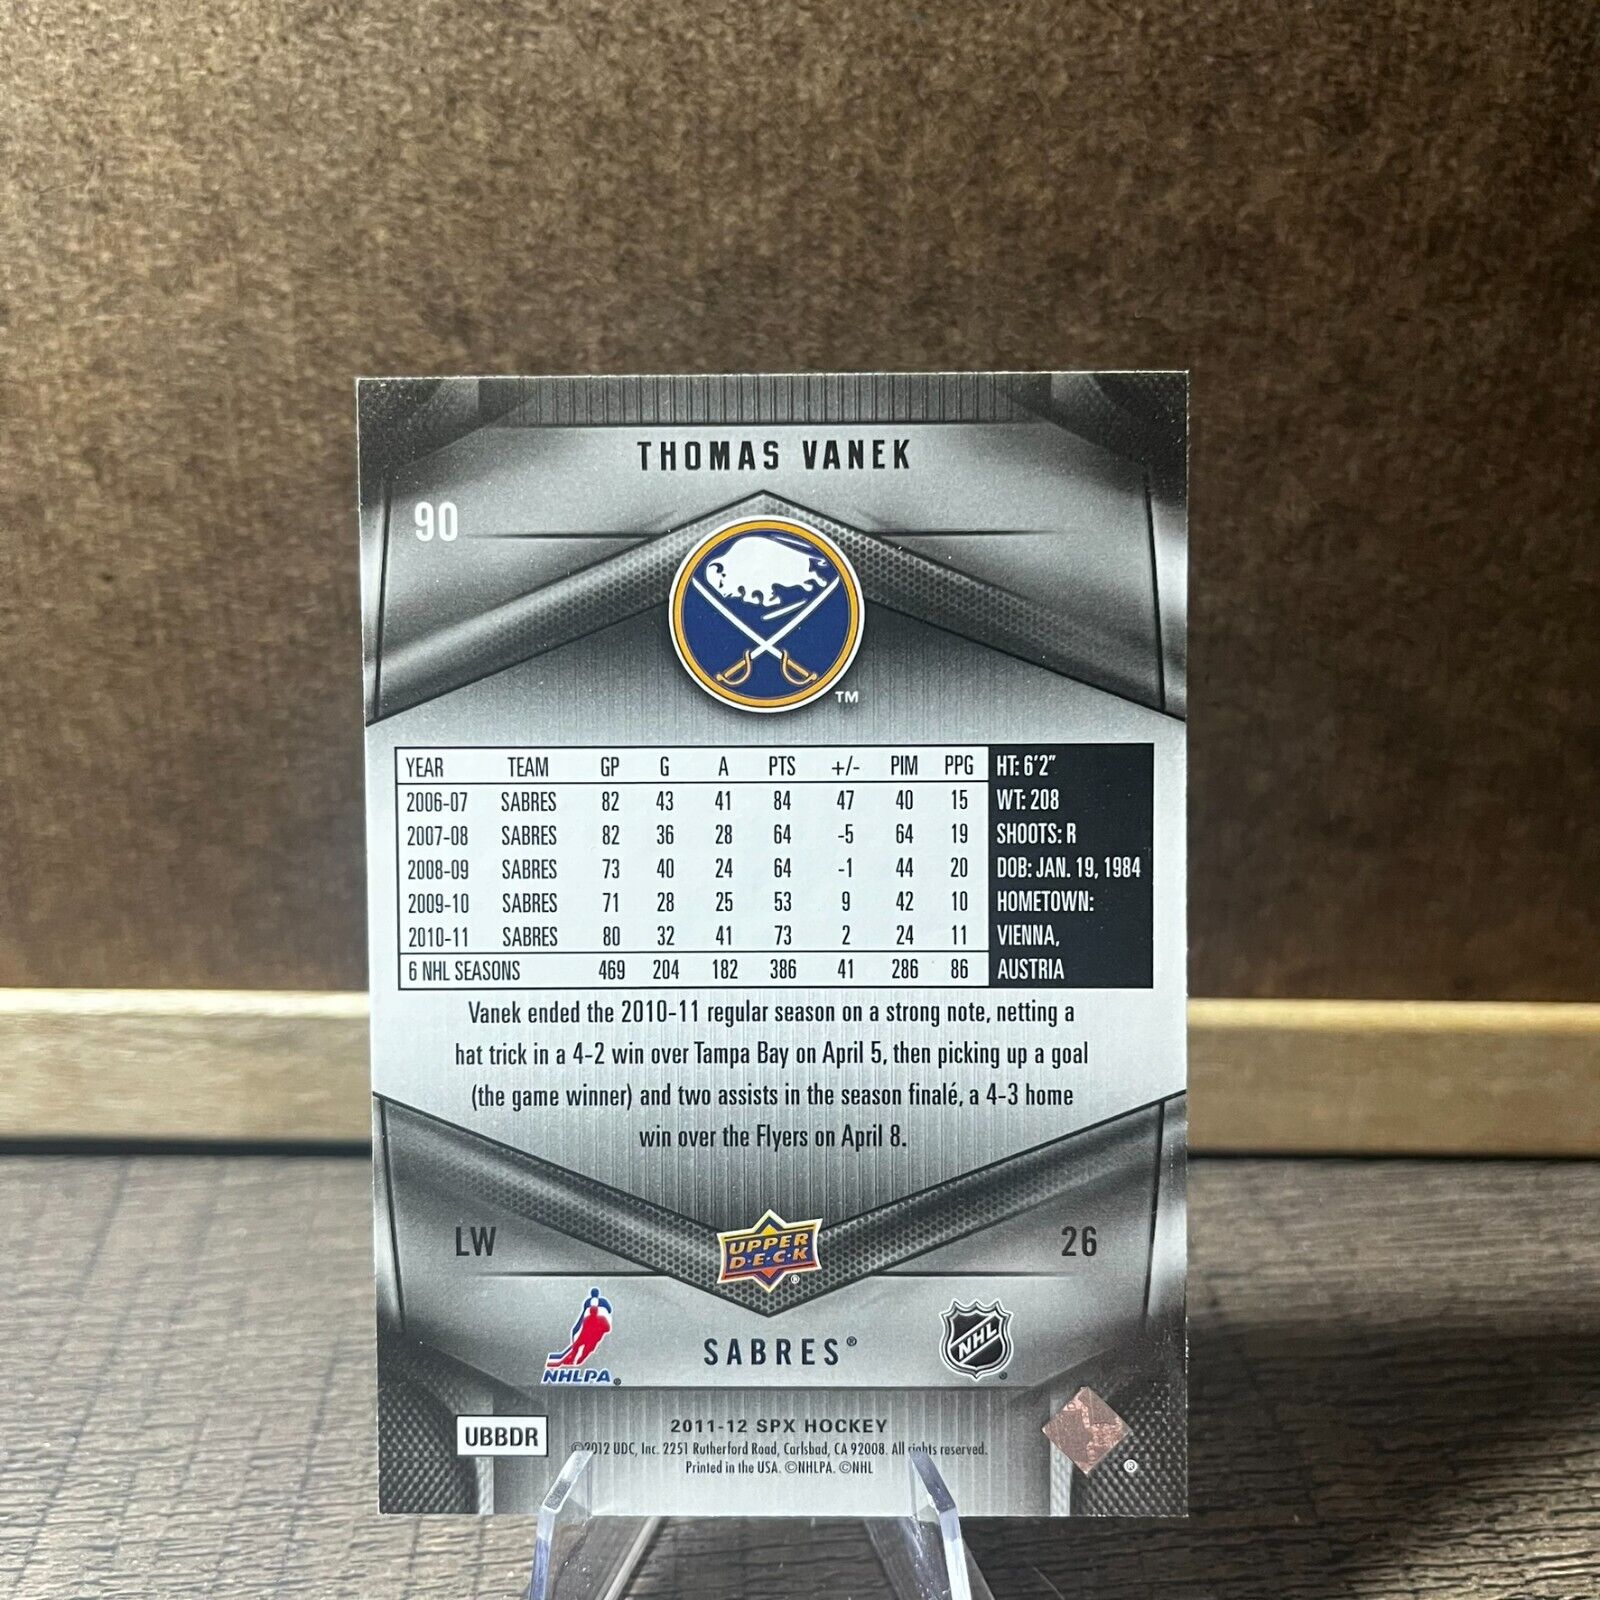 THOMAS VANEK
90
TM
YEAR TEAM GP G A PTS +/- PIM PPG HT: 6'2"
2006-07 SABRES 82 43 41 84 47 40 15 WT: 208
2007-08 SABRES 82 36 28 64 -5 64 19 SHOOTS: R
2008-09 SABRES 73 40 24 64 -1 44 20 DOB: JAN. 19, 1984
2009-10 SABRES 71 28 25 53 9 42 10 HOMETOWN:
2010-11 SABRES 80 32 41 73 2 24 11 VIENNA,
6 NHL SEASONS 469 204 182 386 41 286 86 AUSTRIA
Vanek ended the 2010-11 regular season on a strong note, netting a
hat trick in a 4-2 win over Tampa Bay on April 5, then picking up a goal
(the game winner) and two assists in the season finalé, a 4-3 home
win over the Flyers on April 8.
LW
UPPER
D·E·C·K
®
26
NHLPA®
SABRES®
NHL®
UBBDR
2011-12 SPX HOCKEY
©2012 UDC, Inc. 2251 Rutherford Road, Carlsbad, CA 92008. All rights reserved.
Printed in the USA. ©NHLPA. ©NHL
®